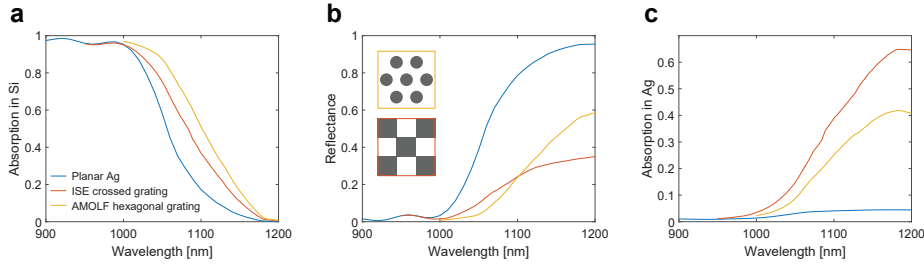 a
1
0.8
0.6
0.4
0.2
0
Absorption in Si
Planar Ag
ISE crossed grating
AMOLF hexagonal grating
900
1000
1100
1200
Wavelength [nm]
b
1
0.8
0.6
0.4
0.2
0
Reflectance
900
1000
1100
1200
Wavelength [nm]
c
0.6
0.5
0.4
0.3
0.2
0.1
0
Absorption in Ag
900
1000
1100
1200
Wavelength [nm]